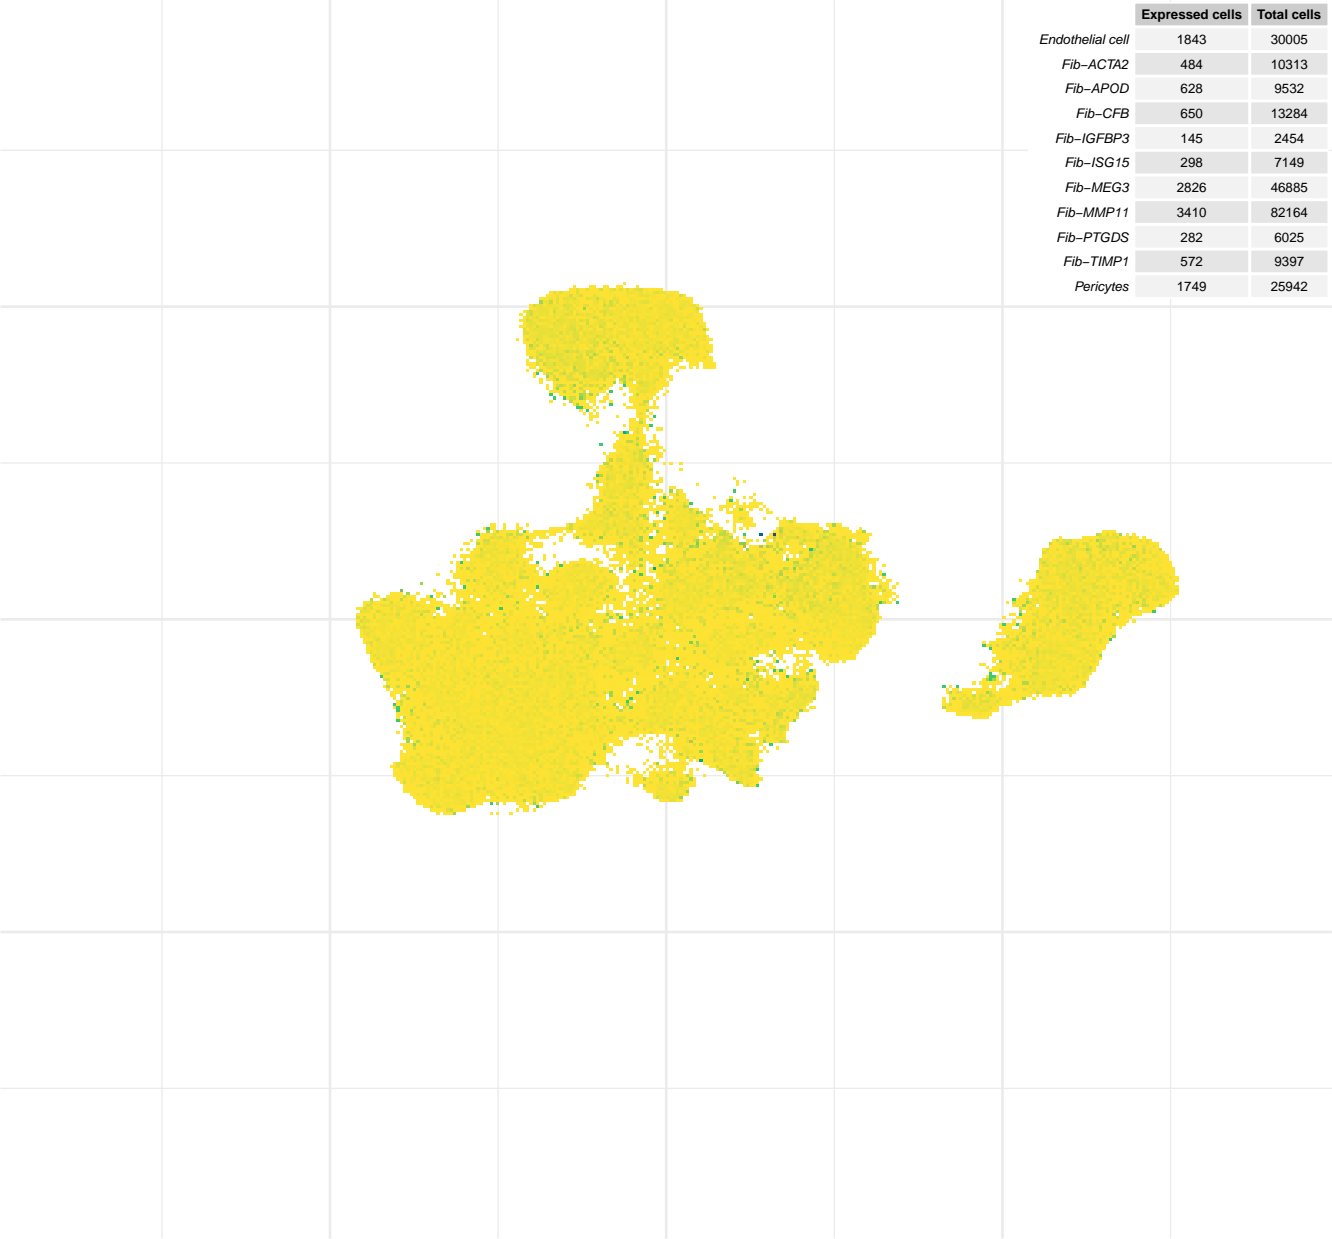 Expressed cells Total cells
Endothelial cell 1843 30005
Fib−ACTA2 484 10313
Fib−APOD 628 9532
Fib−CFB 650 13284
Fib−IGFBP3 145 2454
Fib−ISG15 298 7149
Fib−MEG3 2826 46885
Fib−MMP11 3410 82164
Fib−PTGDS 282 6025
Fib−TIMP1 572 9397
Pericytes 1749 25942